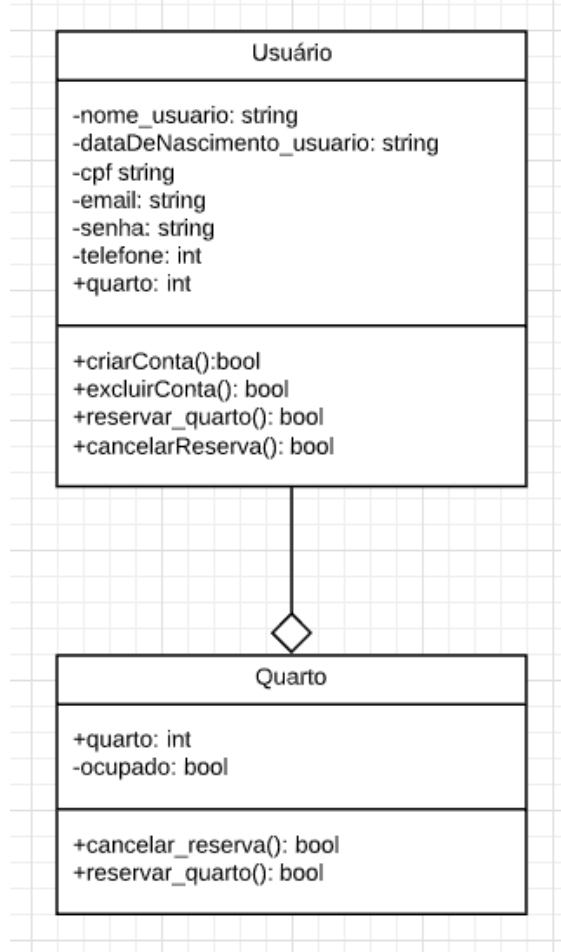 Usuário
-nome_usuario: string
-dataDeNascimento_usuario: string
-cpf string
-email: string
-senha: string
-telefone: int
+quarto: int
+criarConta():bool
+excluirConta(): bool
+reservar_quarto(): bool
+cancelarReserva(): bool
Quarto
+quarto: int
-ocupado: bool
+cancelar_reserva(): bool
+reservar_quarto(): bool